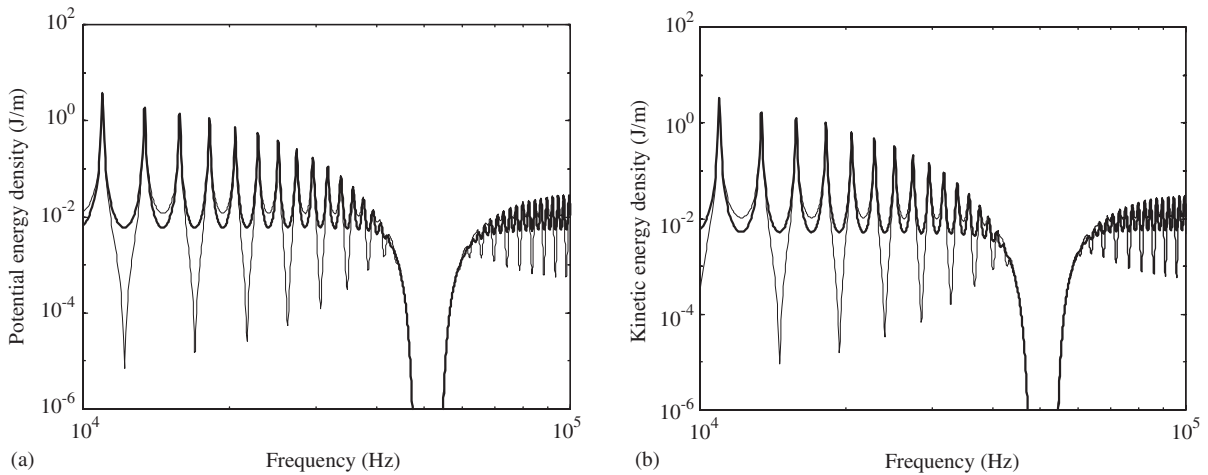 10^2
10^0
10^-2
10^-4
10^-6
Potential energy density (J/m)
10^4
10^5
(a)
Frequency (Hz)
10^2
10^0
10^-2
10^-4
10^-6
Kinetic energy density (J/m)
10^4
10^5
(b)
Frequency (Hz)